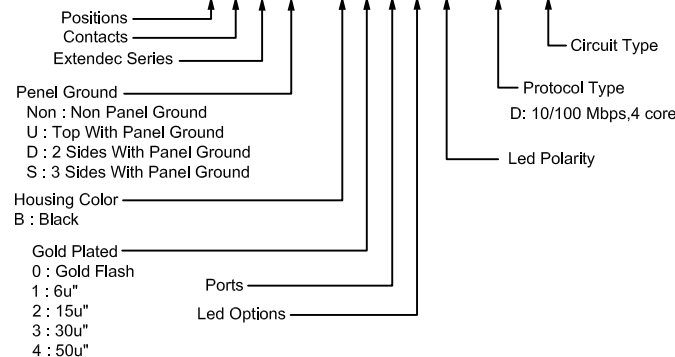 Positions
Contacts
Extendec Series
Circuit Type
Penel Ground
Protocol Type
Non : Non Panel Ground
D: 10/100 Mbps,4 core
U : Top With Panel Ground
D : 2 Sides With Panel Ground
Led Polarity
S : 3 Sides With Panel Ground
Housing Color
B : Black
Gold Plated
0 : Gold Flash
Ports
1 : 6u"
2 : 15u"
Led Options
3 : 30u"
4 : 50u"